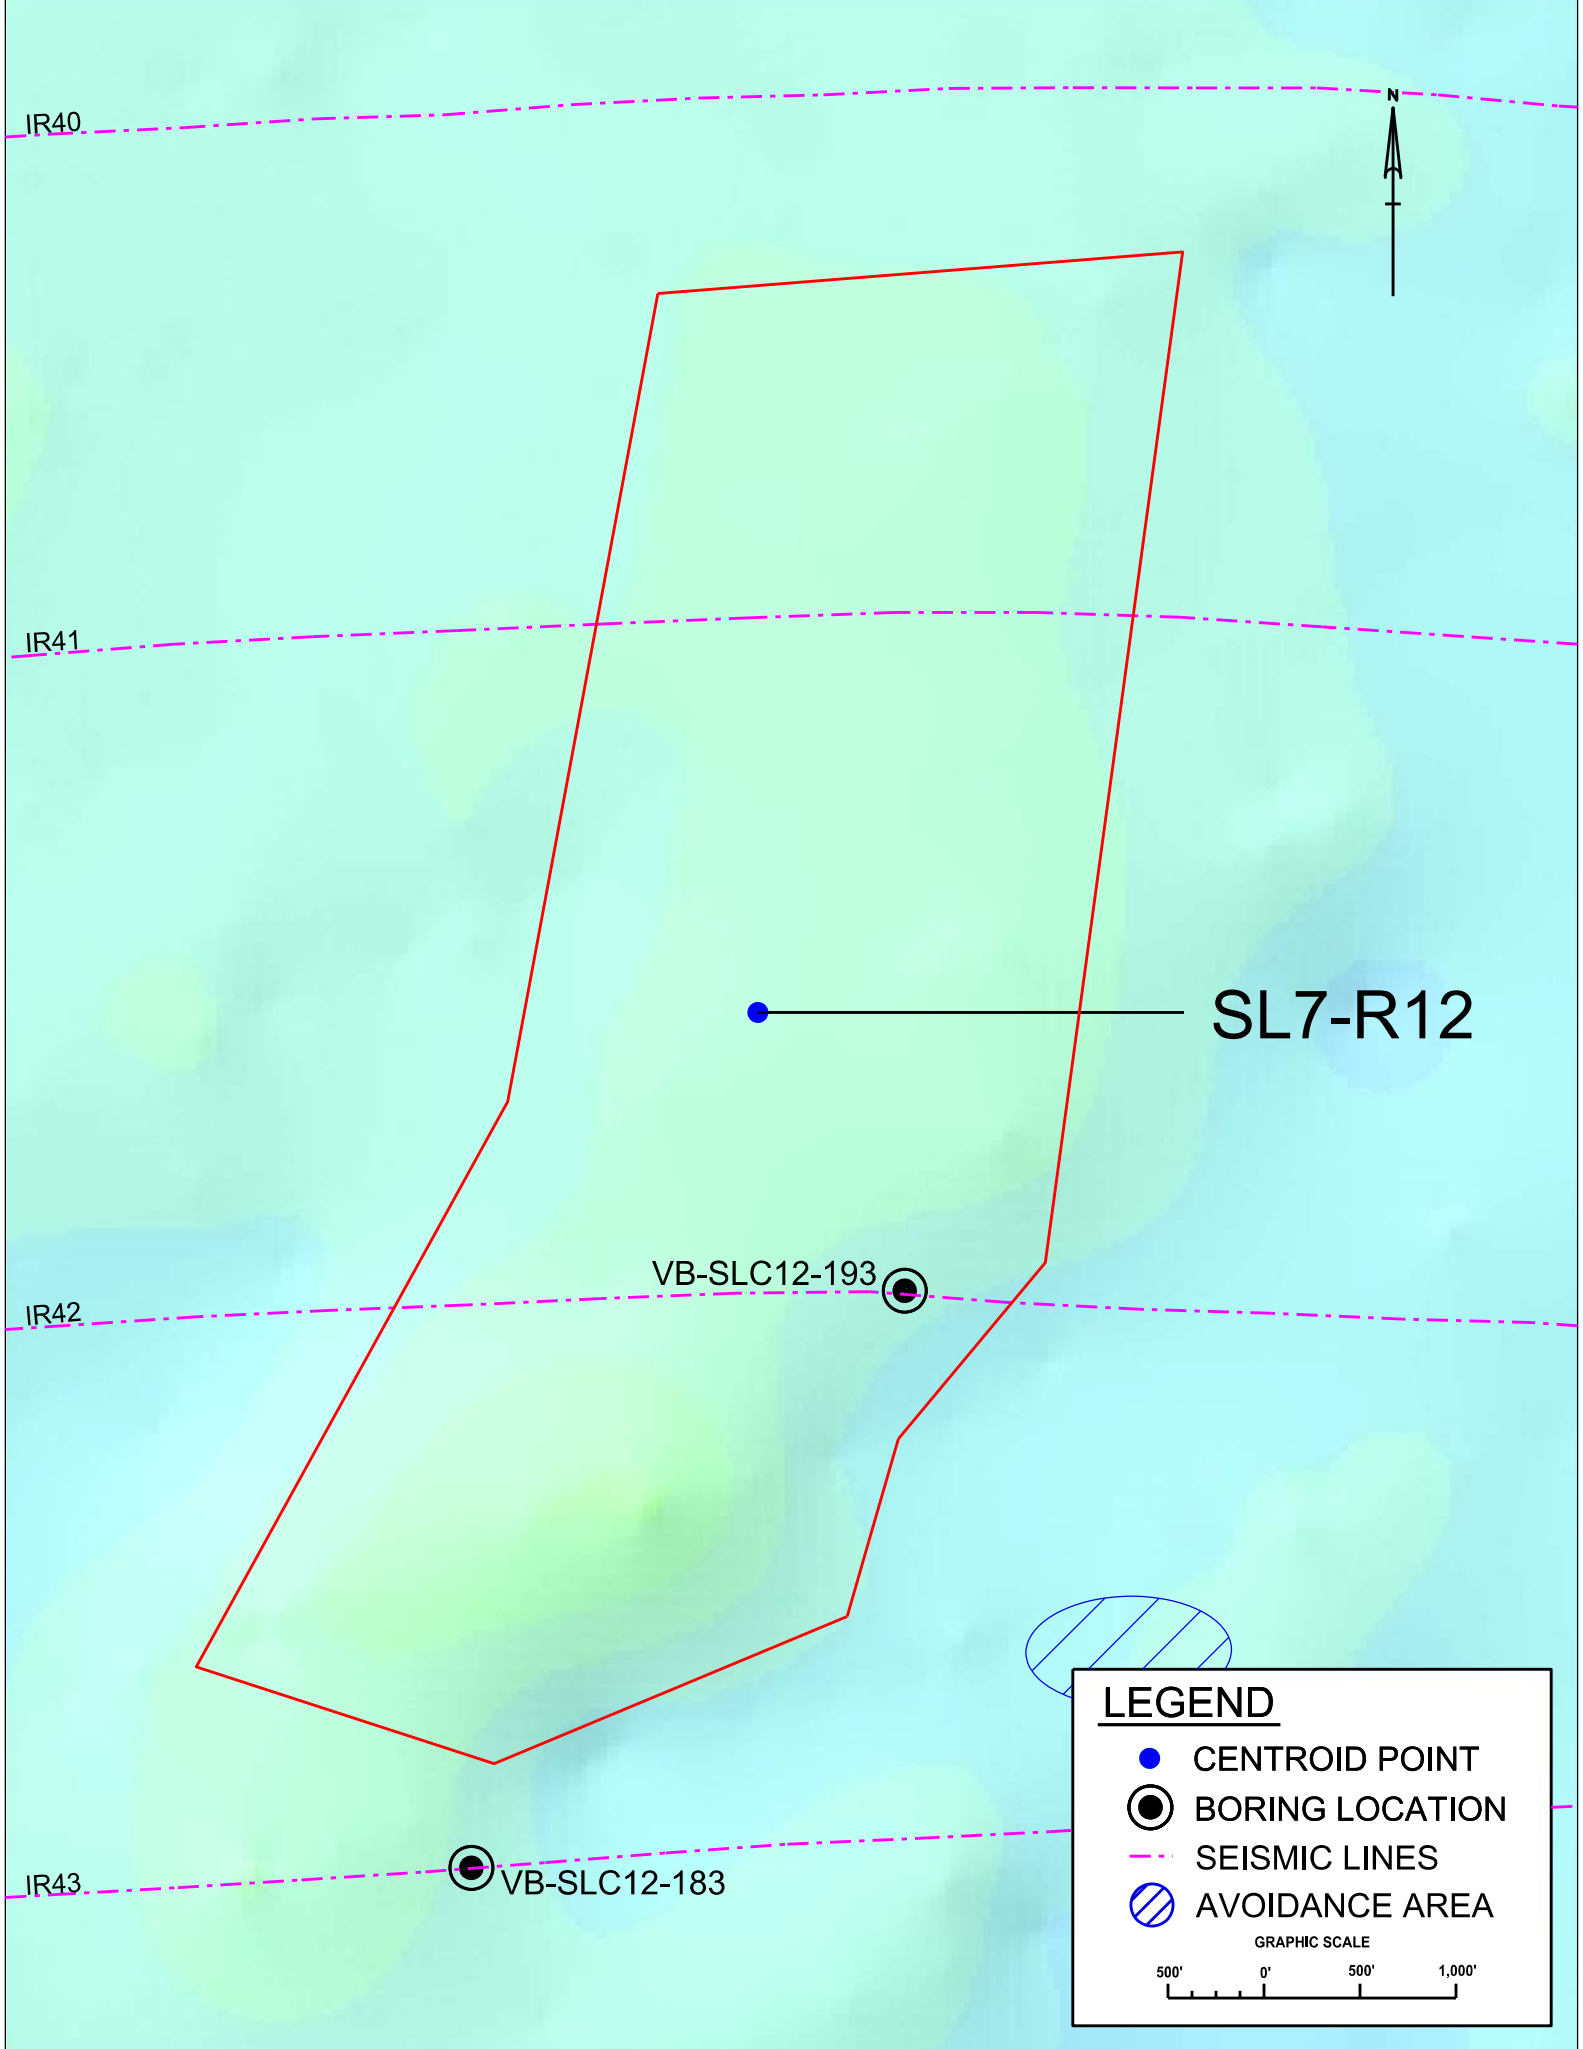 IR40
N
IR41
SL7-R12
VB-SLC12-193
IR42
LEGEND
CENTROID POINT
BORING LOCATION
SEISMIC LINES
AVOIDANCE AREA
GRAPHIC SCALE
500' 0' 500' 1,000'
IR43
VB-SLC12-183